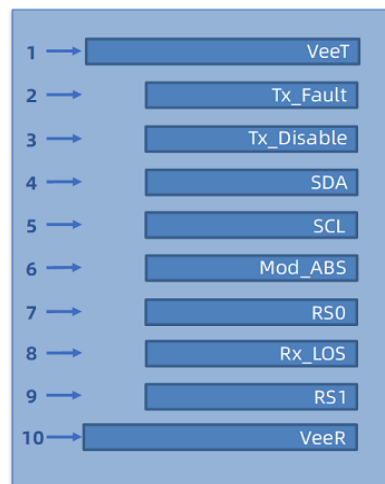 1 VeeT
2 Tx_Fault
3 Tx_Disable
4 SDA
5 SCL
6 Mod_ABS
7 RS0
8 Rx_LOS
9 RS1
10 VeeR